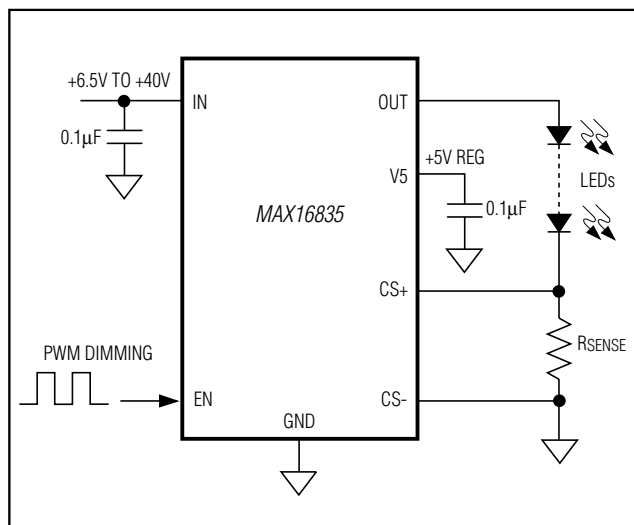 +6.5V TO +40V
IN
OUT
0.1μF
+5V REG
V5
LEDs
MAX16835
0.1μF
CS+
RSENSE
PWM DIMMING
EN
CS-
GND